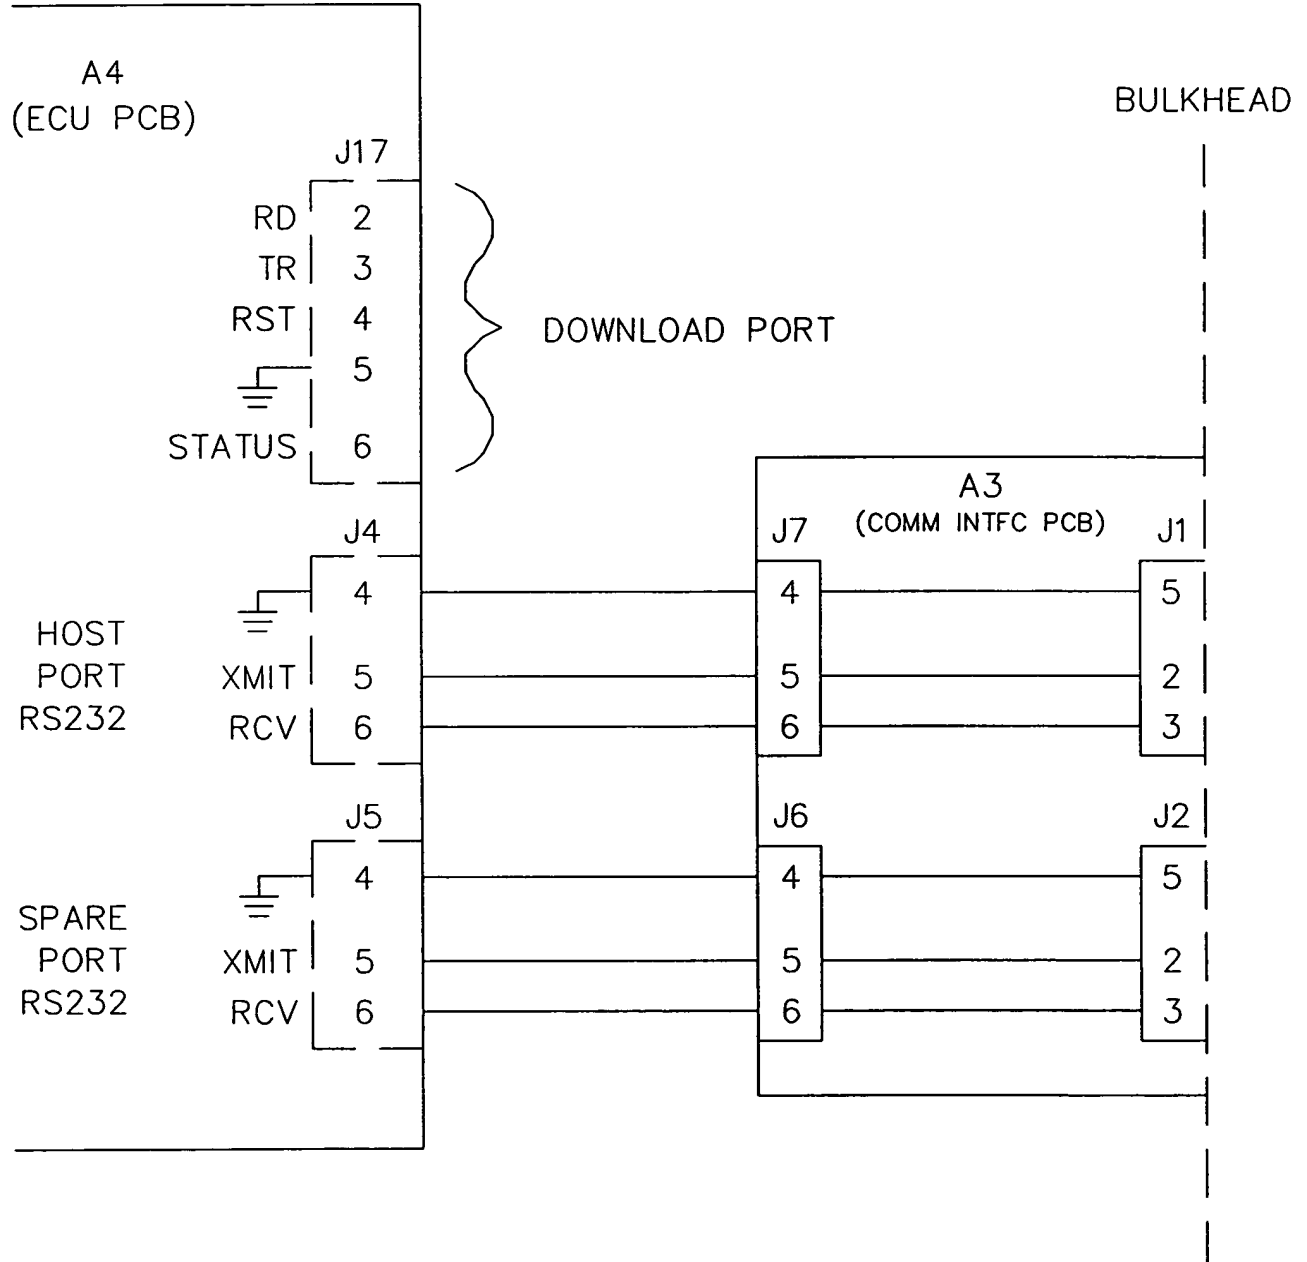 A4
(ECU PCB)
BULKHEAD
J17
RD 2
TR 3
RST 4
5
STATUS 6
DOWNLOAD PORT
A3
(COMM INTFC PCB)
J4
J7
J1
4 4 5
HOST
PORT
RS232
XMIT 5 5 2
RCV 6 6 3
J5
J6
J2
4 4 5
SPARE
PORT
RS232
XMIT 5 5 2
RCV 6 6 3